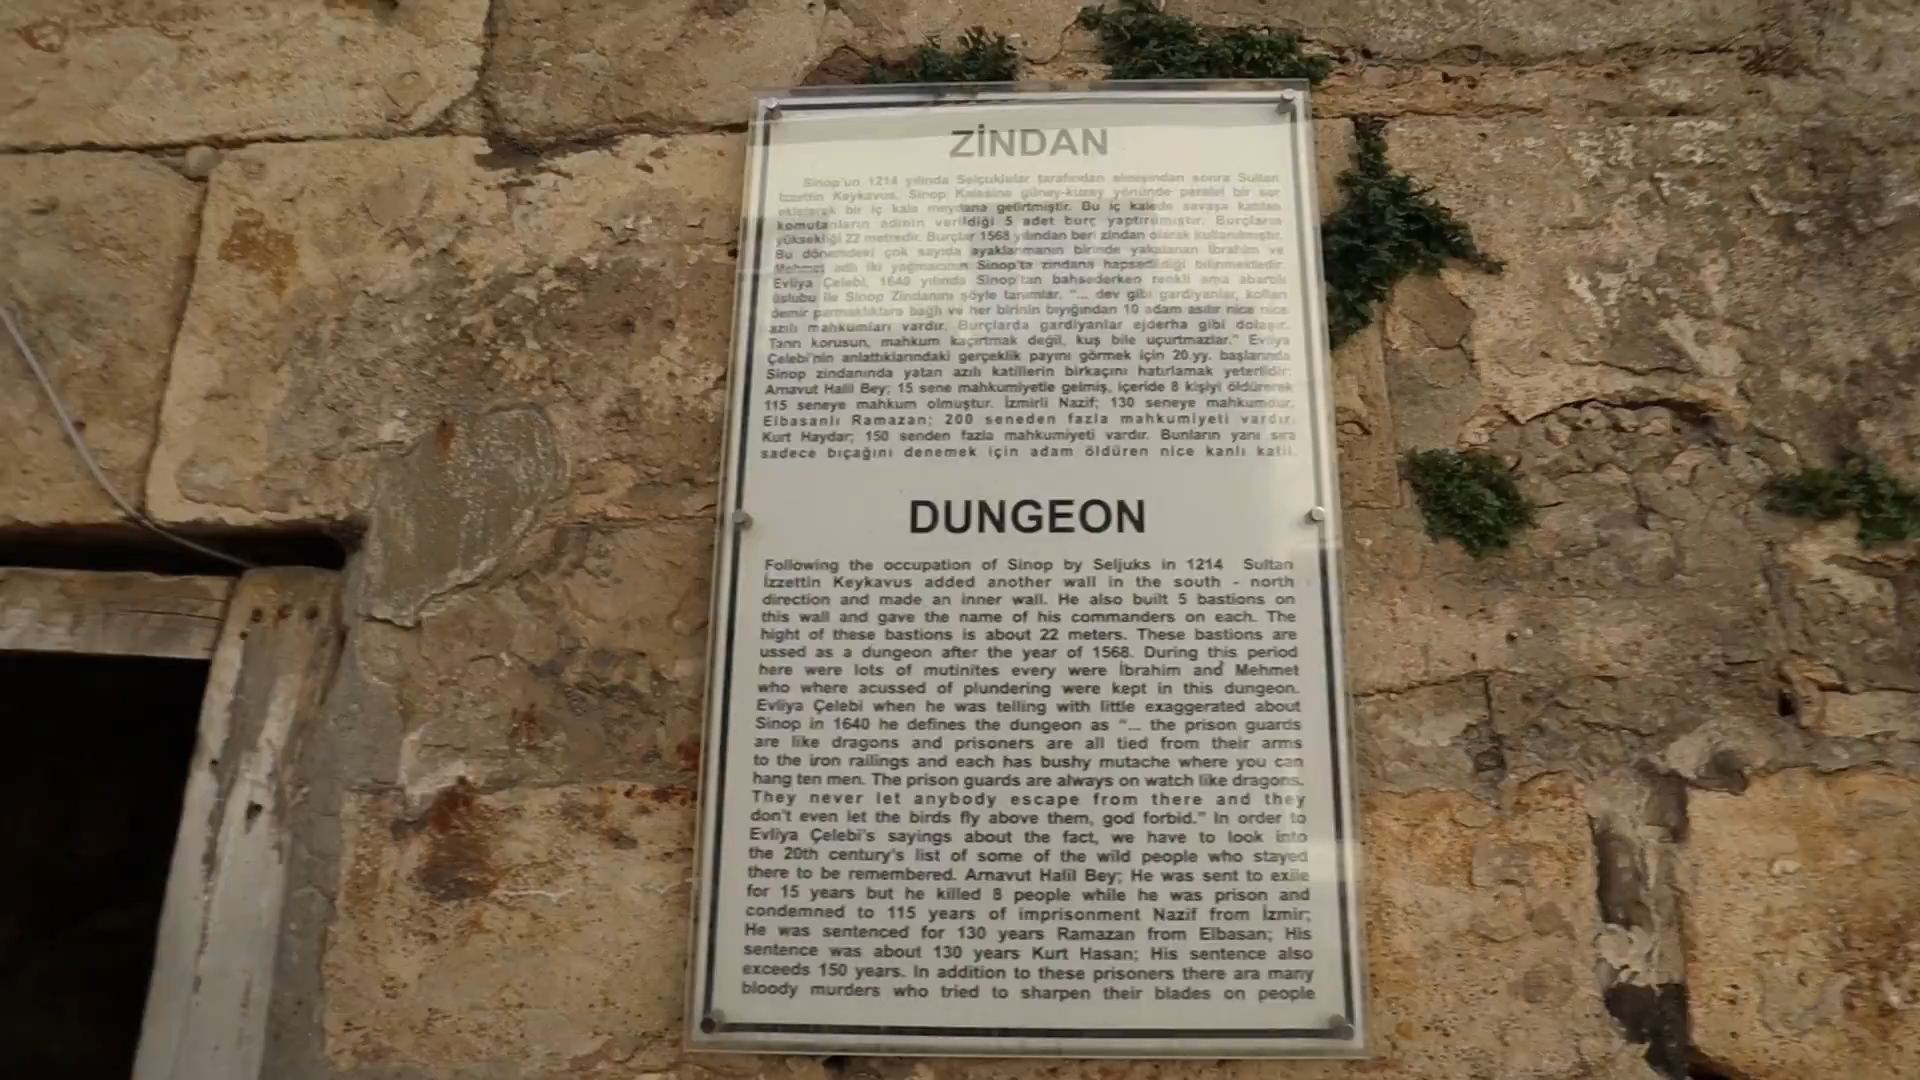 ZİNDAN
Sinop'un 1214 yılında Selçuklular tarafından alınışından sonra Sultan
İzzettin Keykavus, Sinop Kalesine güney-kuzey yönünde paralel bir sur
ekleterek bir iç kale meydana getirtmiştir. Bu iç kalede savaşa katılan
komutanların adının verildiği 5 adet burç yaptırılmıştır. Burçların
yüksekliği 22 metredir. Burçlar 1568 yılından beri zindan olarak kullanılmıştır.
Bu dönemdeki çok sayıda ayaklanmanın birinde yakalanan İbrahim ve
Mehmet adlı iki yağmacının Sinop'ta zindana hapsedildiği bilinmektedir.
Evliya Çelebi, 1640 yılında Sinop'tan bahsederken renkli ama abartılı
üslubu ile Sinop Zindanını şöyle tanımlar. "... dev gibi gardiyanlar, kolları
demir parmaklıklara bağlı ve her birinin bıyığından 10 adam asılır nice nice
azılı mahkumları vardır. Burçlarda gardiyanlar ejderha gibi dolaşır.
Tanrı korusun, mahkum kaçırtmak değil, kuş bile uçurtmazlar." Evliya
Çelebi'nin anlattıklarındaki gerçeklik payını görmek için 20.yy. başlarında
Sinop zindanında yatan azılı katillerin birkaçını hatırlamak yeterlidir;
Arnavut Halil Bey; 15 sene mahkumiyetle gelmiş, içeride 8 kişiyi öldürerek
115 seneye mahkum olmuştur. İzmirli Nazif; 130 seneye mahkumdur.
Elbasanlı Ramazan; 200 seneden fazla mahkumiyeti vardır.
Kurt Haydar; 150 senden fazla mahkumiyeti vardır. Bunların yanı sıra
sadece bıçağını denemek için adam öldüren nice kanlı katil.
DUNGEON
Following the occupation of Sinop by Seljuks in 1214 Sultan
İzzettin Keykavus added another wall in the south - north
direction and made an inner wall. He also built 5 bastions on
this wall and gave the name of his commanders on each. The
hight of these bastions is about 22 meters. These bastions are
ussed as a dungeon after the year of 1568. During this period
here were lots of mutinites every were İbrahim and Mehmet
who where acussed of plundering were kept in this dungeon.
Evliya Çelebi when he was telling with little exaggerated about
Sinop in 1640 he defines the dungeon as "... the prison guards
are like dragons and prisoners are all tied from their arms
to the iron railings and each has bushy mutache where you can
hang ten men. The prison guards are always on watch like dragons.
They never let anybody escape from there and they
don't even let the birds fly above them, god forbid." In order to
Evliya Çelebi's sayings about the fact, we have to look into
the 20th century's list of some of the wild people who stayed
there to be remembered. Arnavut Halil Bey; He was sent to exile
for 15 years but he killed 8 people while he was prison and
condemned to 115 years of imprisonment Nazif from İzmir;
He was sentenced for 130 years Ramazan from Elbasan; His
sentence was about 130 years Kurt Hasan; His sentence also
exceeds 150 years. In addition to these prisoners there ara many
bloody murders who tried to sharpen their blades on people